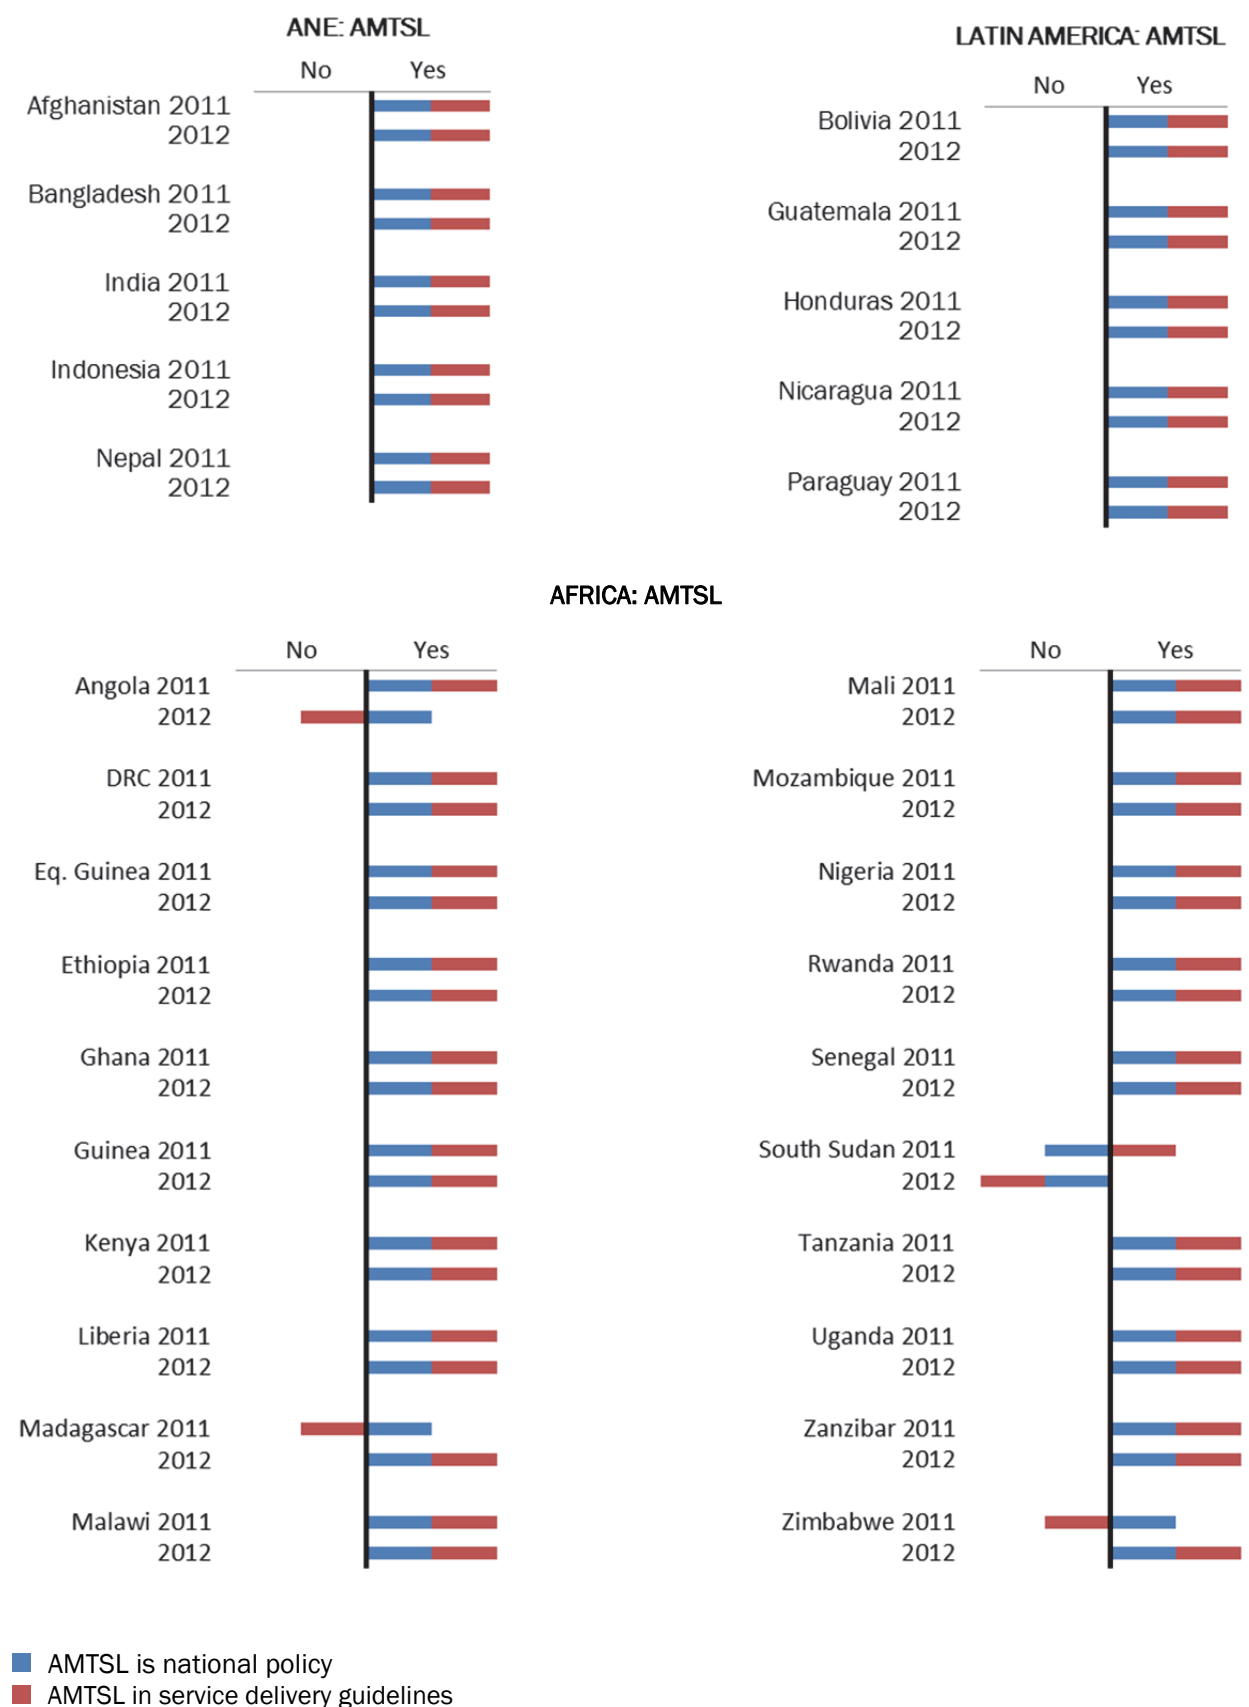 ANE: AMTSL
No Yes
Afghanistan 2011
2012
Bangladesh 2011
2012
India 2011
2012
Indonesia 2011
2012
Nepal 2011
2012
LATIN AMERICA: AMTSL
No Yes
Bolivia 2011
2012
Guatemala 2011
2012
Honduras 2011
2012
Nicaragua 2011
2012
Paraguay 2011
2012
AFRICA: AMTSL
No Yes
Angola 2011
2012
DRC 2011
2012
Eq. Guinea 2011
2012
Ethiopia 2011
2012
Ghana 2011
2012
Guinea 2011
2012
Kenya 2011
2012
Liberia 2011
2012
Madagascar 2011
2012
Malawi 2011
2012
No Yes
Mali 2011
2012
Mozambique 2011
2012
Nigeria 2011
2012
Rwanda 2011
2012
Senegal 2011
2012
South Sudan 2011
2012
Tanzania 2011
2012
Uganda 2011
2012
Zanzibar 2011
2012
Zimbabwe 2011
2012
AMTSL is national policy
AMTSL in service delivery guidelines